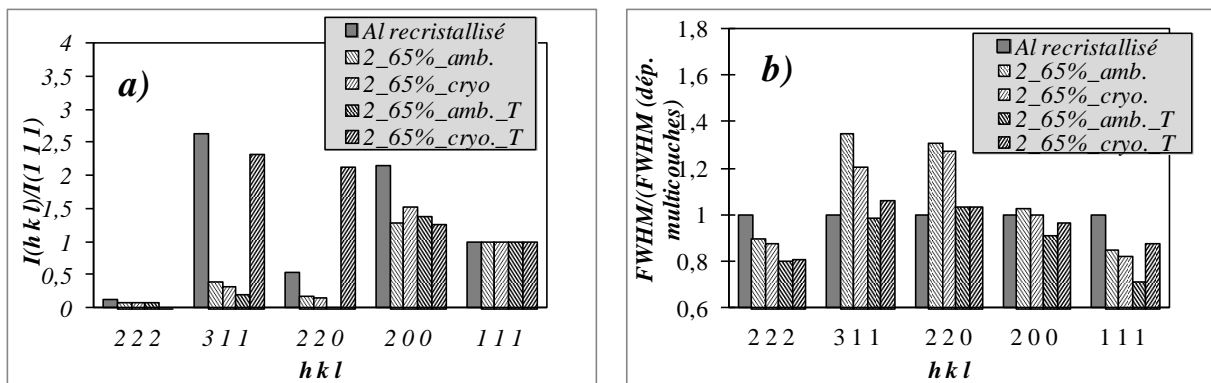 4
3,5
3
2,5
2
1,5
1
0,5
0
I(h k l)/I(1 1 1)
a)
Al recristallisé
2_65%_amb.
2_65%_cryo
2_65%_amb._T
2_65%_cryo._T
2 2 2
3 1 1
2 2 0
2 0 0
1 1 1
h k l
1,8
1,6
1,4
1,2
1
0,8
0,6
FWHM/(FWHM (dép.
multicouches)
b)
Al recristallisé
2_65%_amb.
2_65%_cryo.
2_65%_amb._T
2_65%_cryo._T
2 2 2
3 1 1
2 2 0
2 0 0
1 1 1
h k l